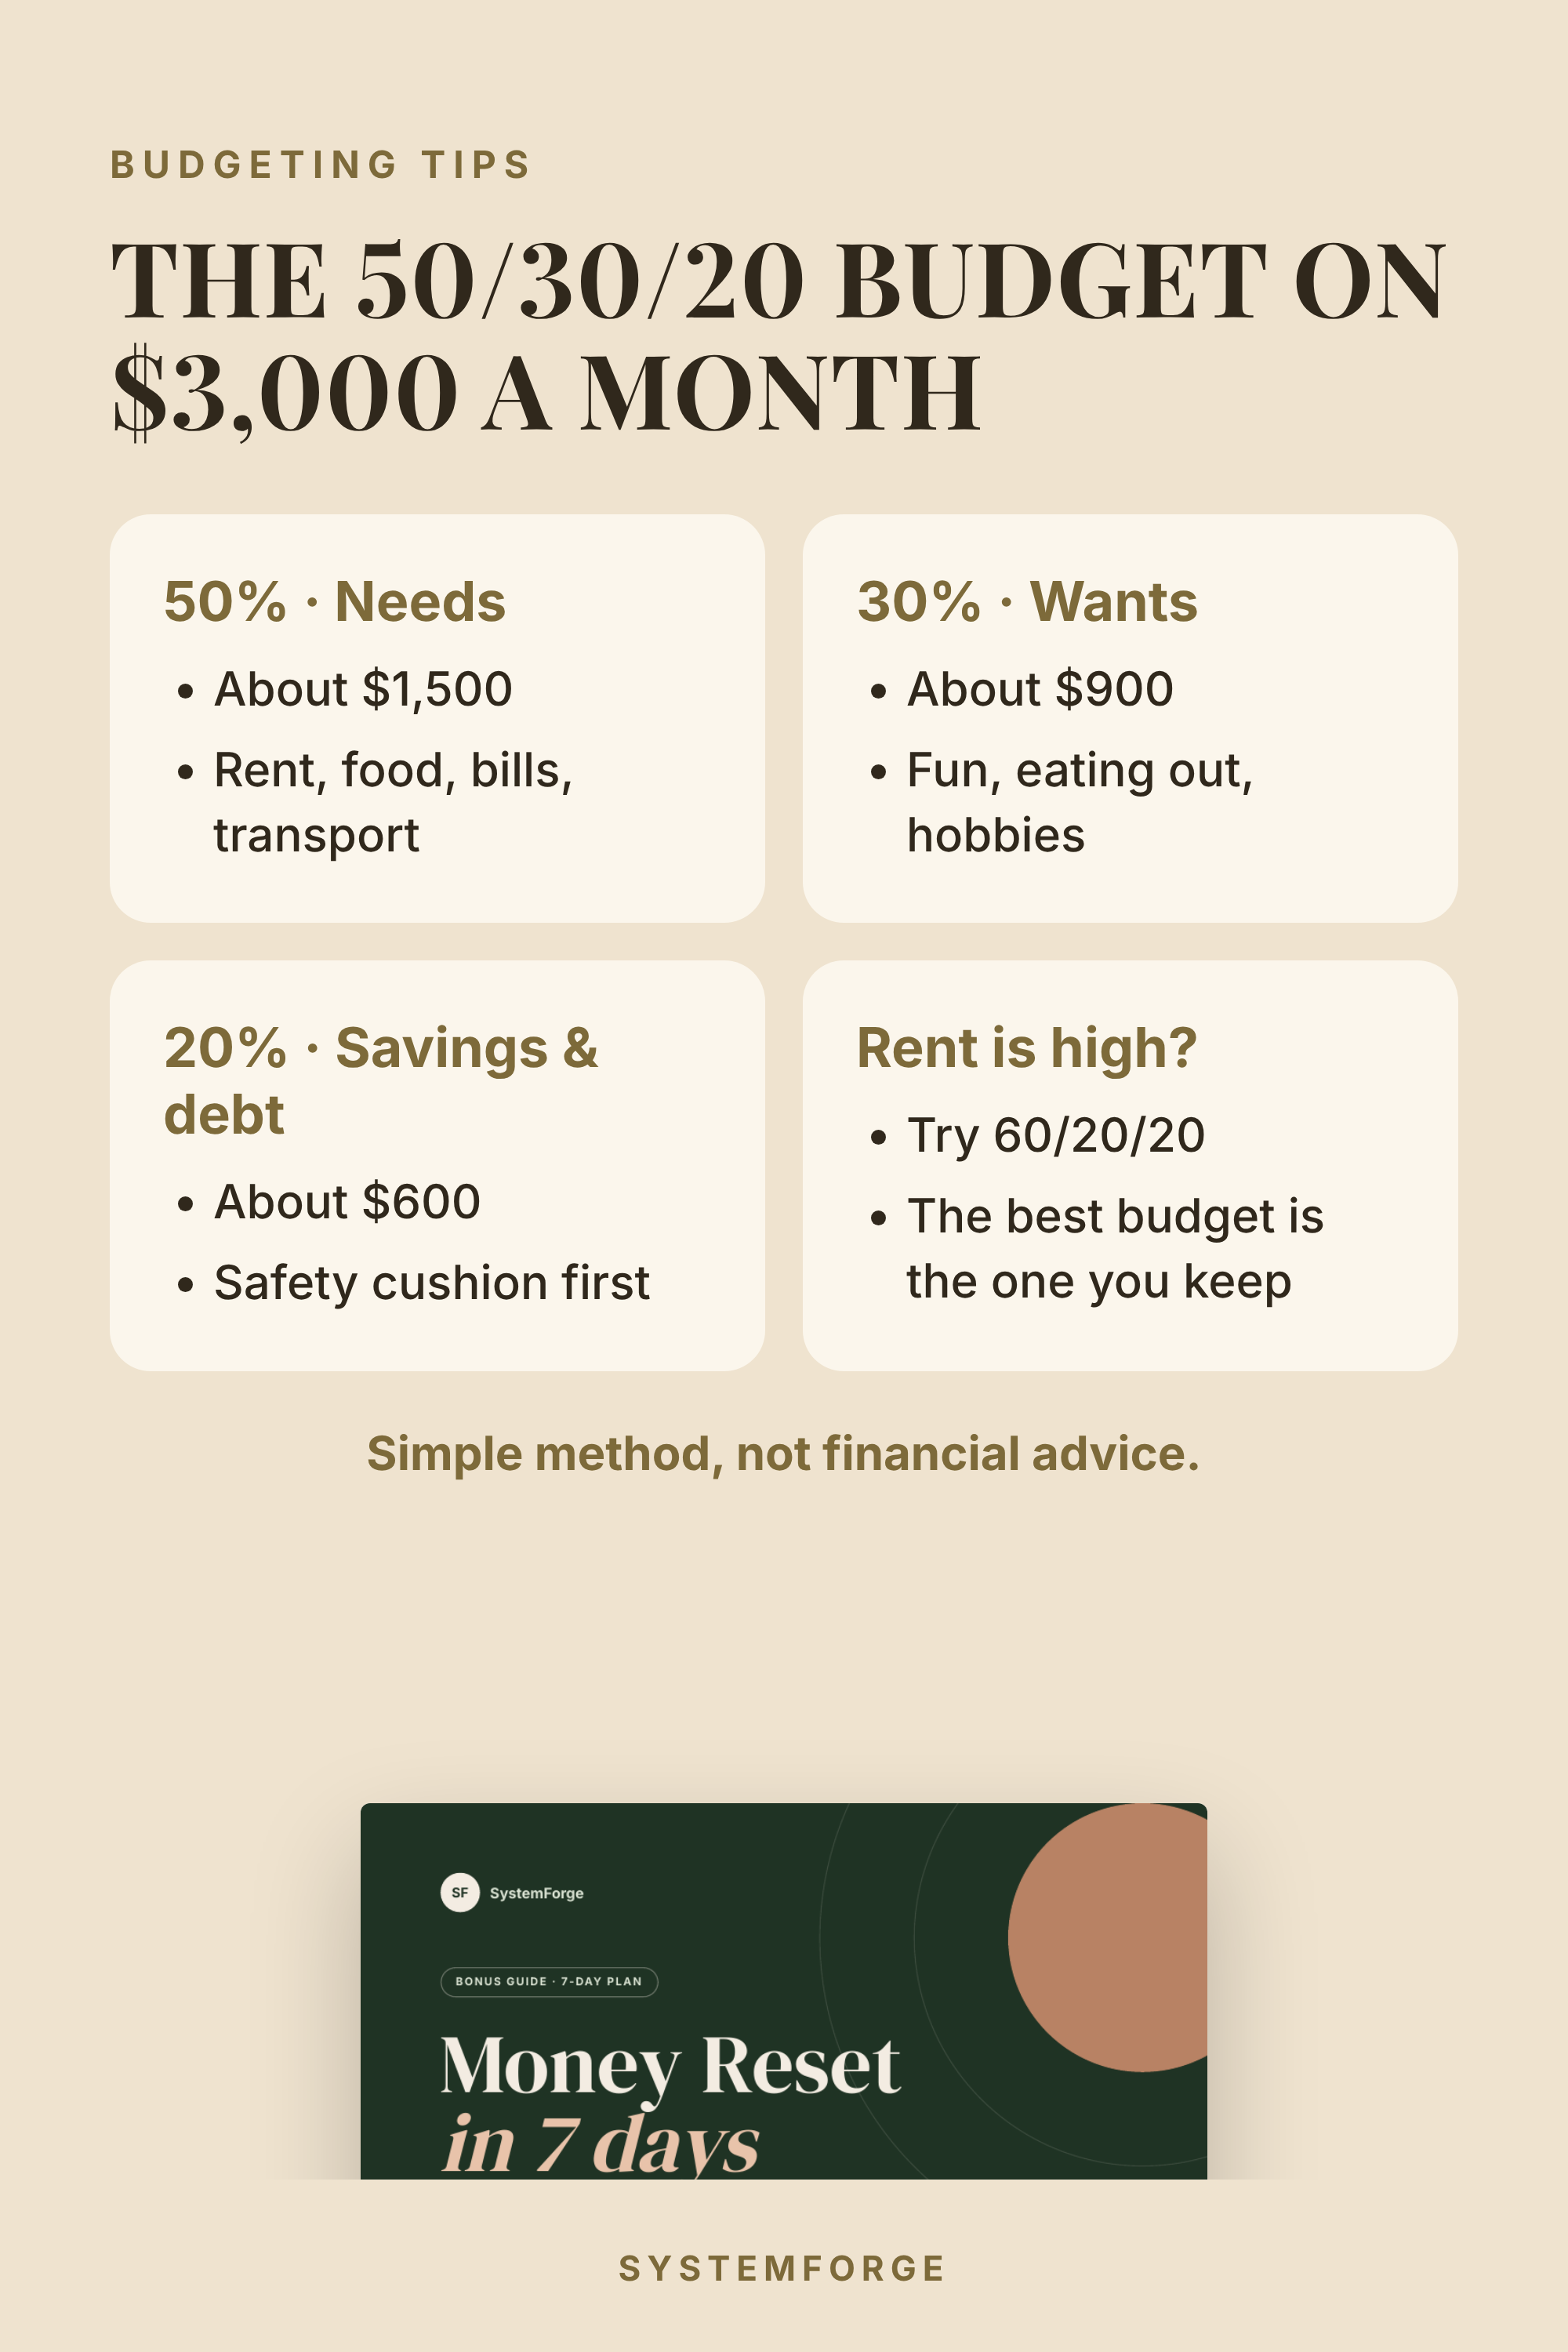 BUDGETING TIPS
THE 50/30/20 BUDGET ON
$3,000 A MONTH
50% · Needs
• About $1,500
• Rent, food, bills,
transport
30% · Wants
• About $900
• Fun, eating out,
hobbies
20% · Savings &
debt
• About $600
• Safety cushion first
Rent is high?
• Try 60/20/20
• The best budget is
the one you keep
Simple method, not financial advice.
SF SystemForge
BONUS GUIDE · 7-DAY PLAN
Money Reset
in 7 days
SYSTEMFORGE